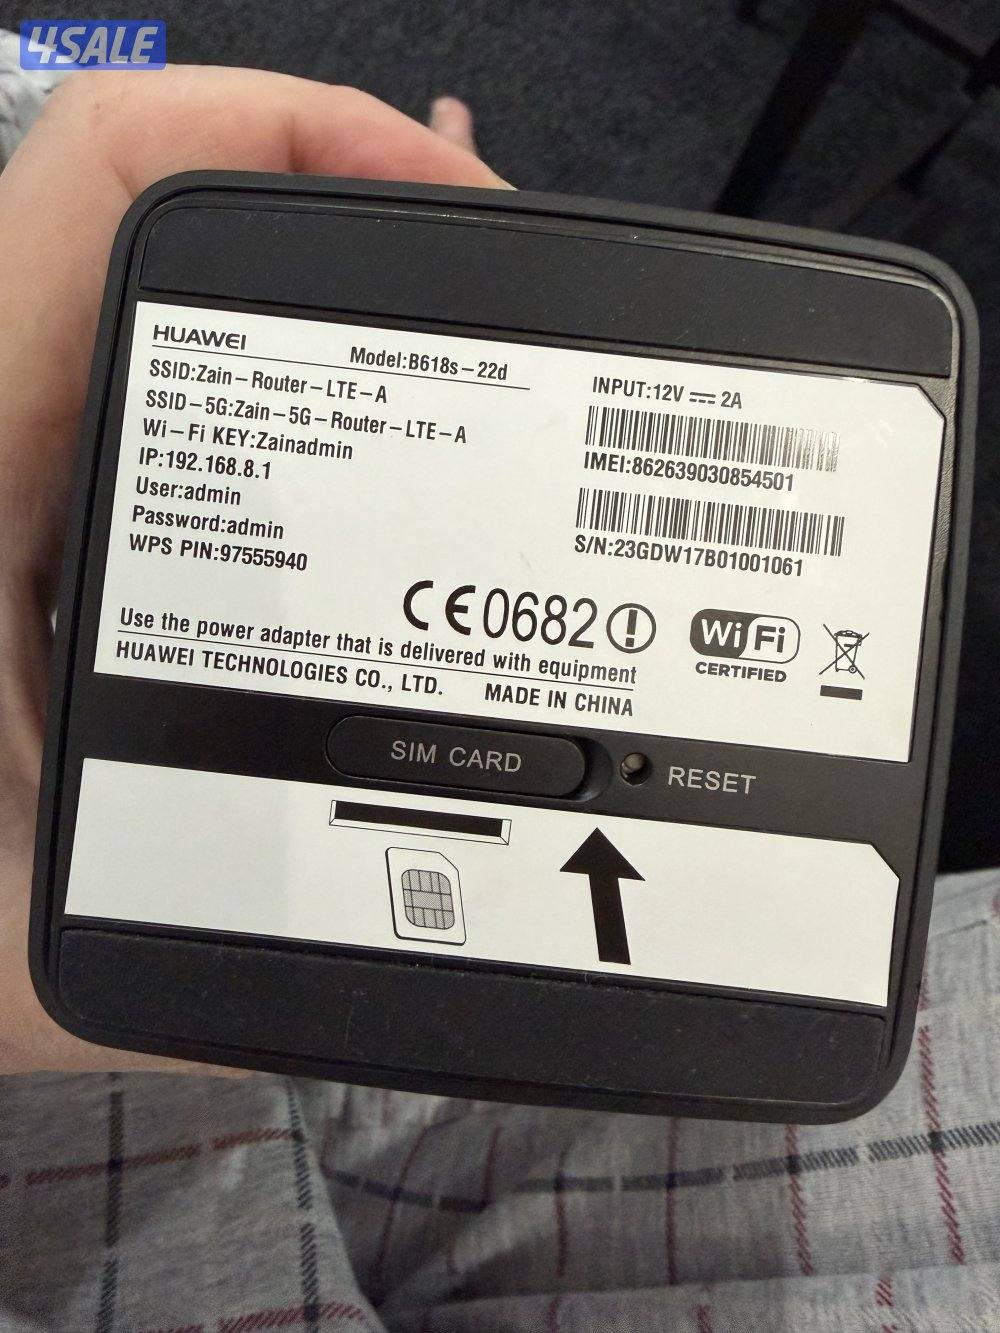 4SALE
HUAWEI
Model:B618s-22d
SSID:Zain-Router-LTE-A
SSID-5G:Zain-5G-Router-LTE-A
Wi-Fi KEY:Zainadmin
IP:192.168.8.1
User:admin
Password:admin
WPS PIN:97555940
INPUT:12V ⎓ 2A
IMEI:862639030854501
S/N:23GDW17B01001061
CE0682
WiFi
CERTIFIED
Use the power adapter that is delivered with equipment
HUAWEI TECHNOLOGIES CO., LTD. MADE IN CHINA
SIM CARD
RESET